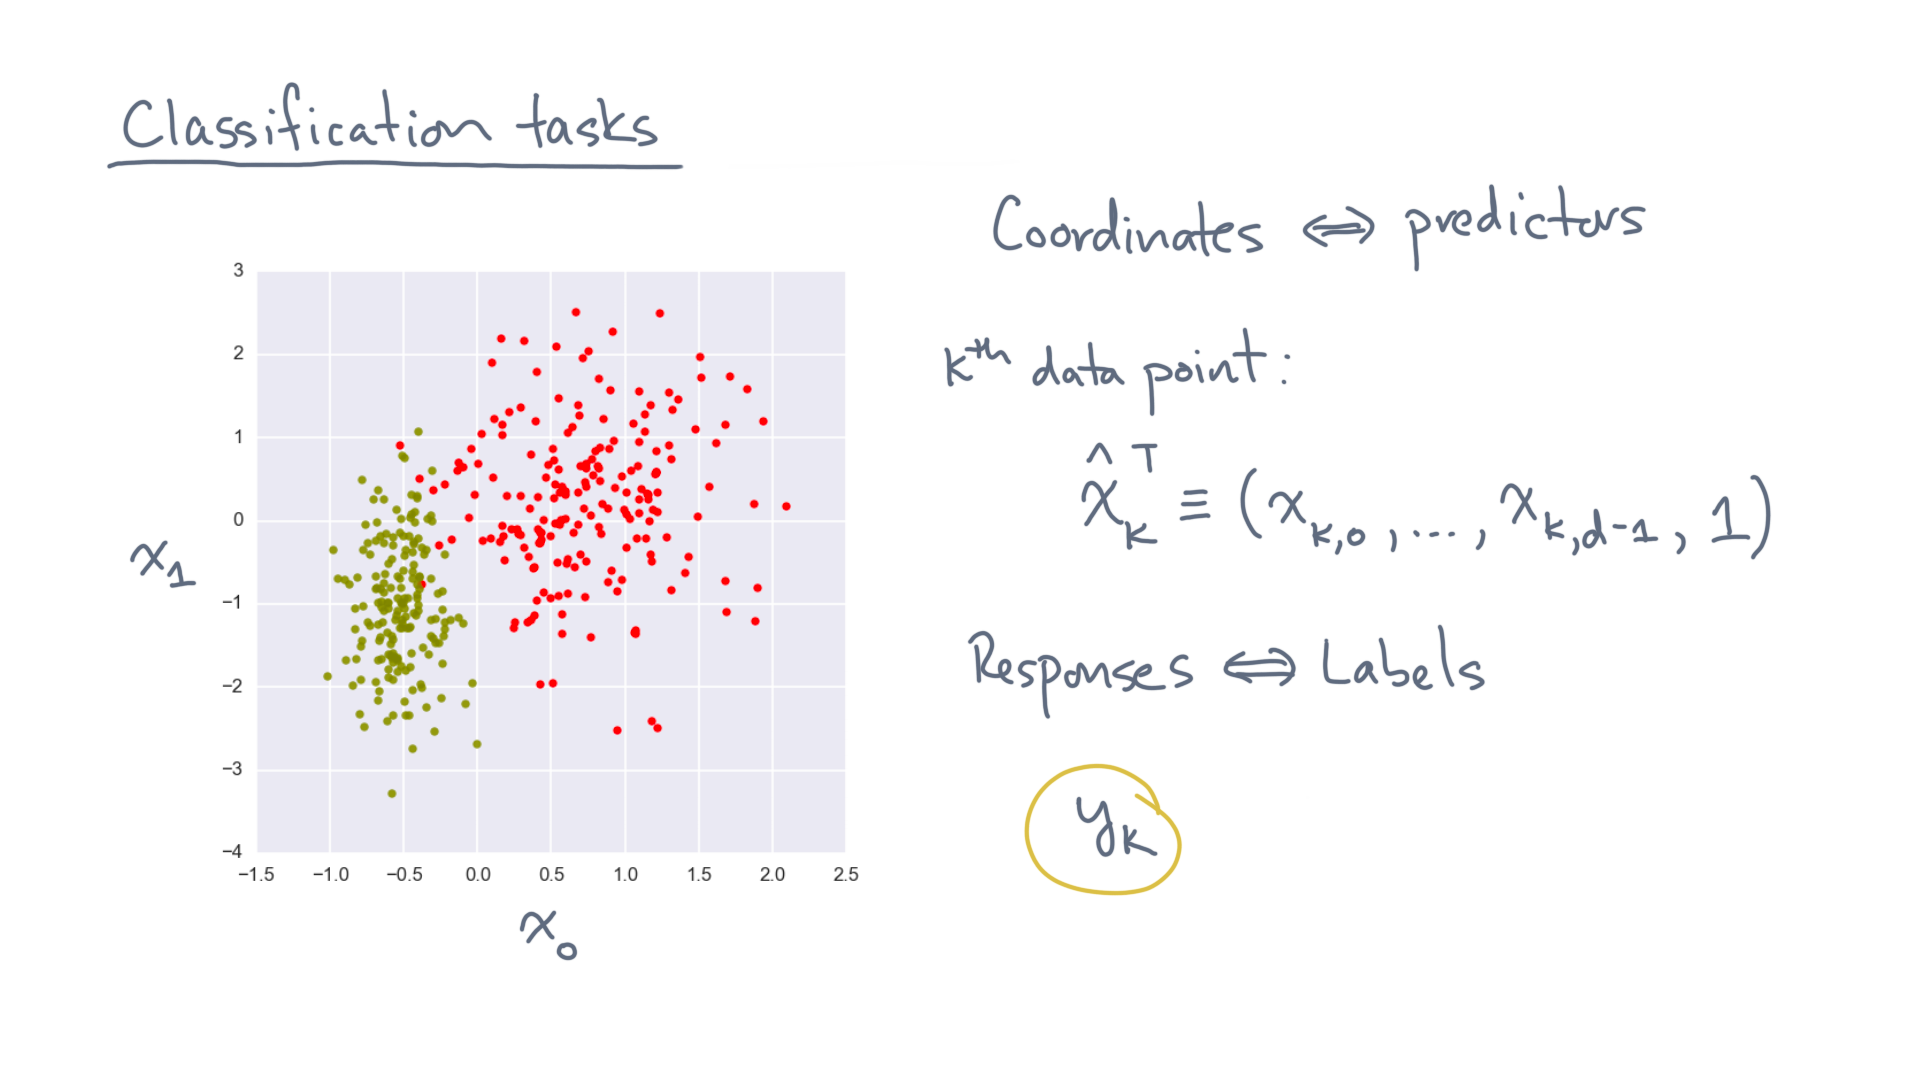 Classification tasks
Coordinates ⟺ predictors
3
2
1
0
−1
−2
−3
−4
x₁
−1.5 −1.0 −0.5 0.0 0.5 1.0 1.5 2.0 2.5
x₀
kᵗʰ data point:
x̂ₖᵀ ≡ (xₖ,₀ , ... , xₖ,d−1 , 1)
Responses ⟺ Labels
yₖ